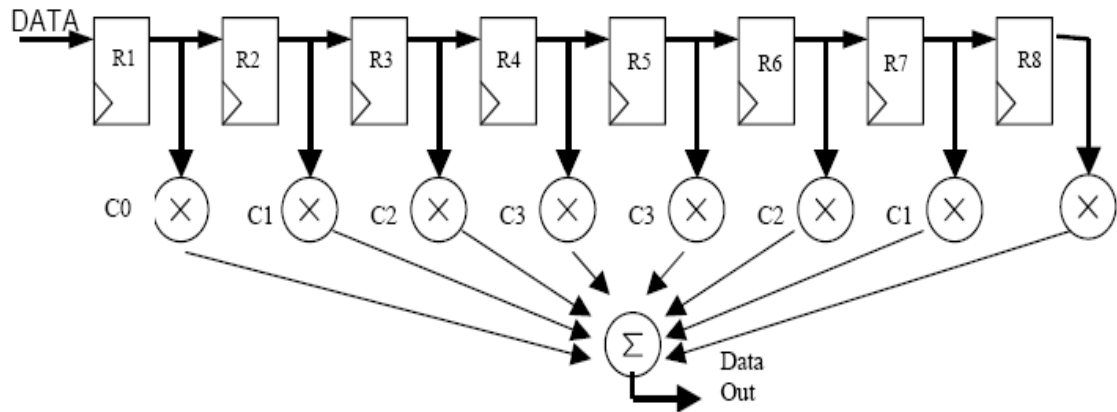 DATA
R1 R2 R3 R4 R5 R6 R7 R8
C0 C1 C2 C3 C3 C2 C1
Σ
Data
Out